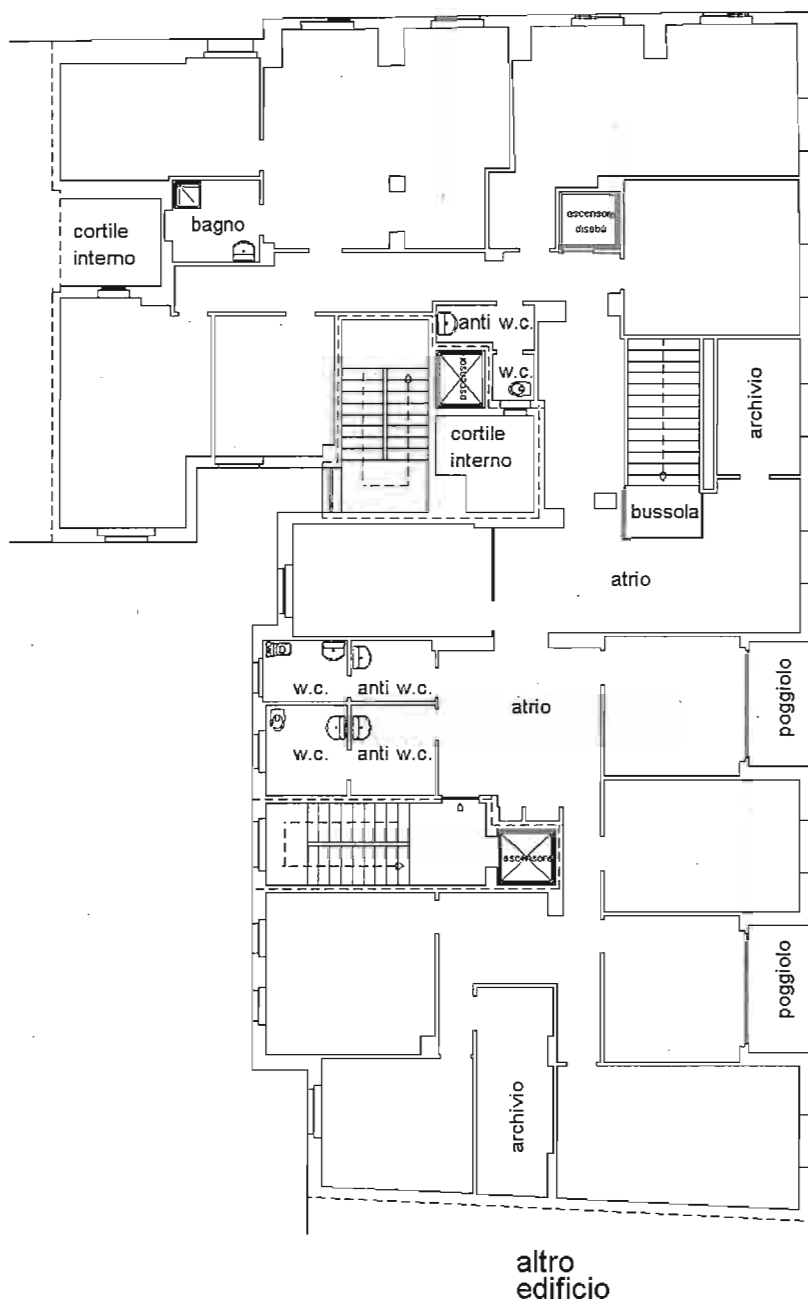 ascensore
disabili
bagno
cortile
interno
anti w.c.
ascensore
w.c.
cortile
interno
archivio
bussola
atrio
w.c.
anti w.c.
atrio
poggiolo
w.c.
anti w.c.
ascensore
poggiolo
archivio
altro
edificio